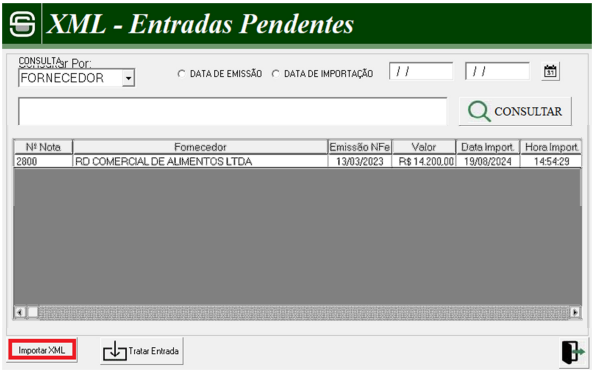 XML - Entradas Pendentes
CONSULTA
Consultar Por:
FORNECEDOR
DATA DE EMISSÃO
DATA DE IMPORTAÇÃO
/ /
/ /
31
CONSULTAR
Nº Nota Fornecedor Emissão NFe Valor Data Import. Hora Import.
2800 RD COMERCIAL DE ALIMENTOS LTDA 13/03/2023 R$ 14.200,00 19/08/2024 14:54:29
Importar XML
Tratar Entrada